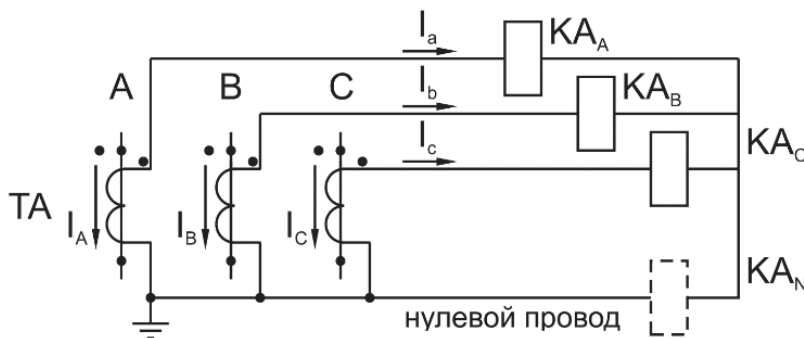 I_a KA_A
A B C I_b KA_B
I_c KA_C
TA I_A I_B I_C
KA_N
нулевой провод